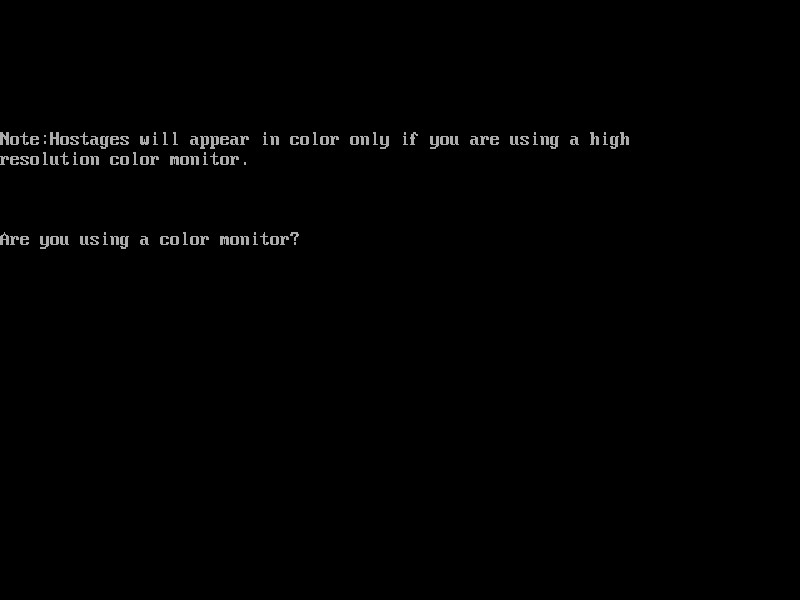 Note:Hostages will appear in color only if you are using a high
resolution color monitor.
Are you using a color monitor?